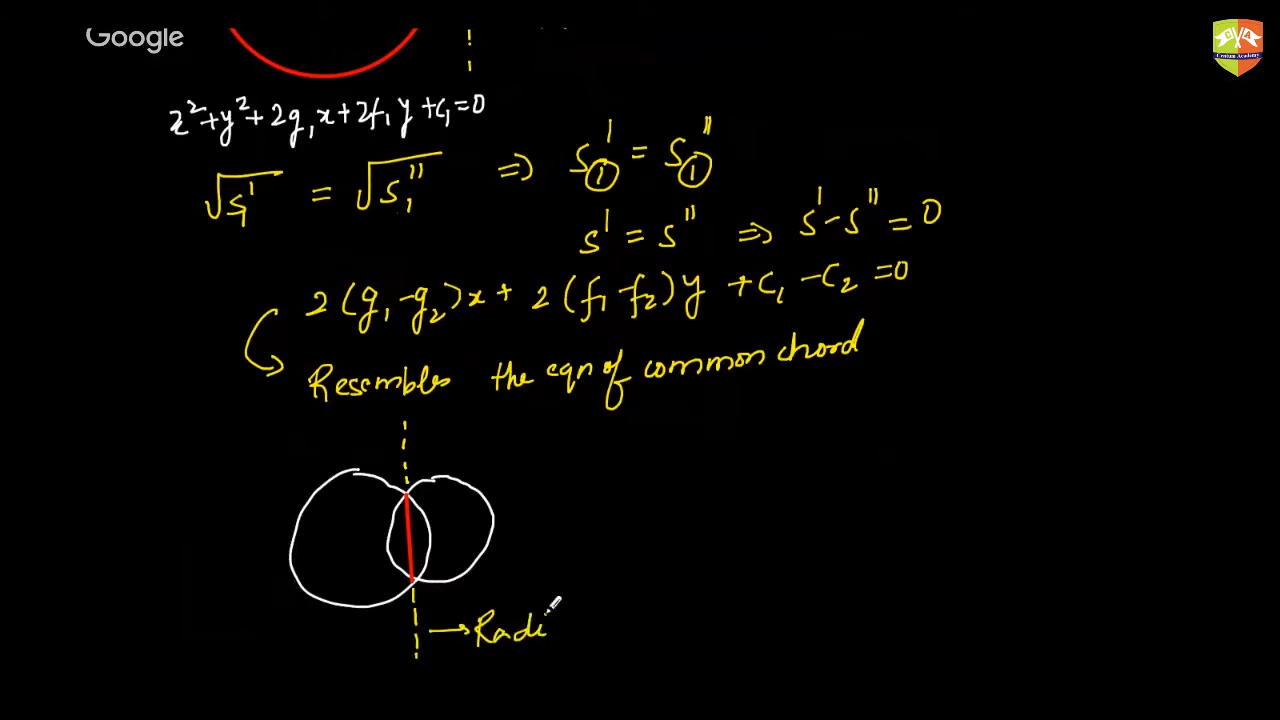 Google
x²+y²+2g₁x+2f₁y+c₁=0
√S₁' = √S₁'' ⇒ S①' = S①''
S' = S'' ⇒ S'-S''=0
2(g₁-g₂)x+2(f₁-f₂)y+c₁-c₂=0
Resembles the eqn of common chord
→Radi